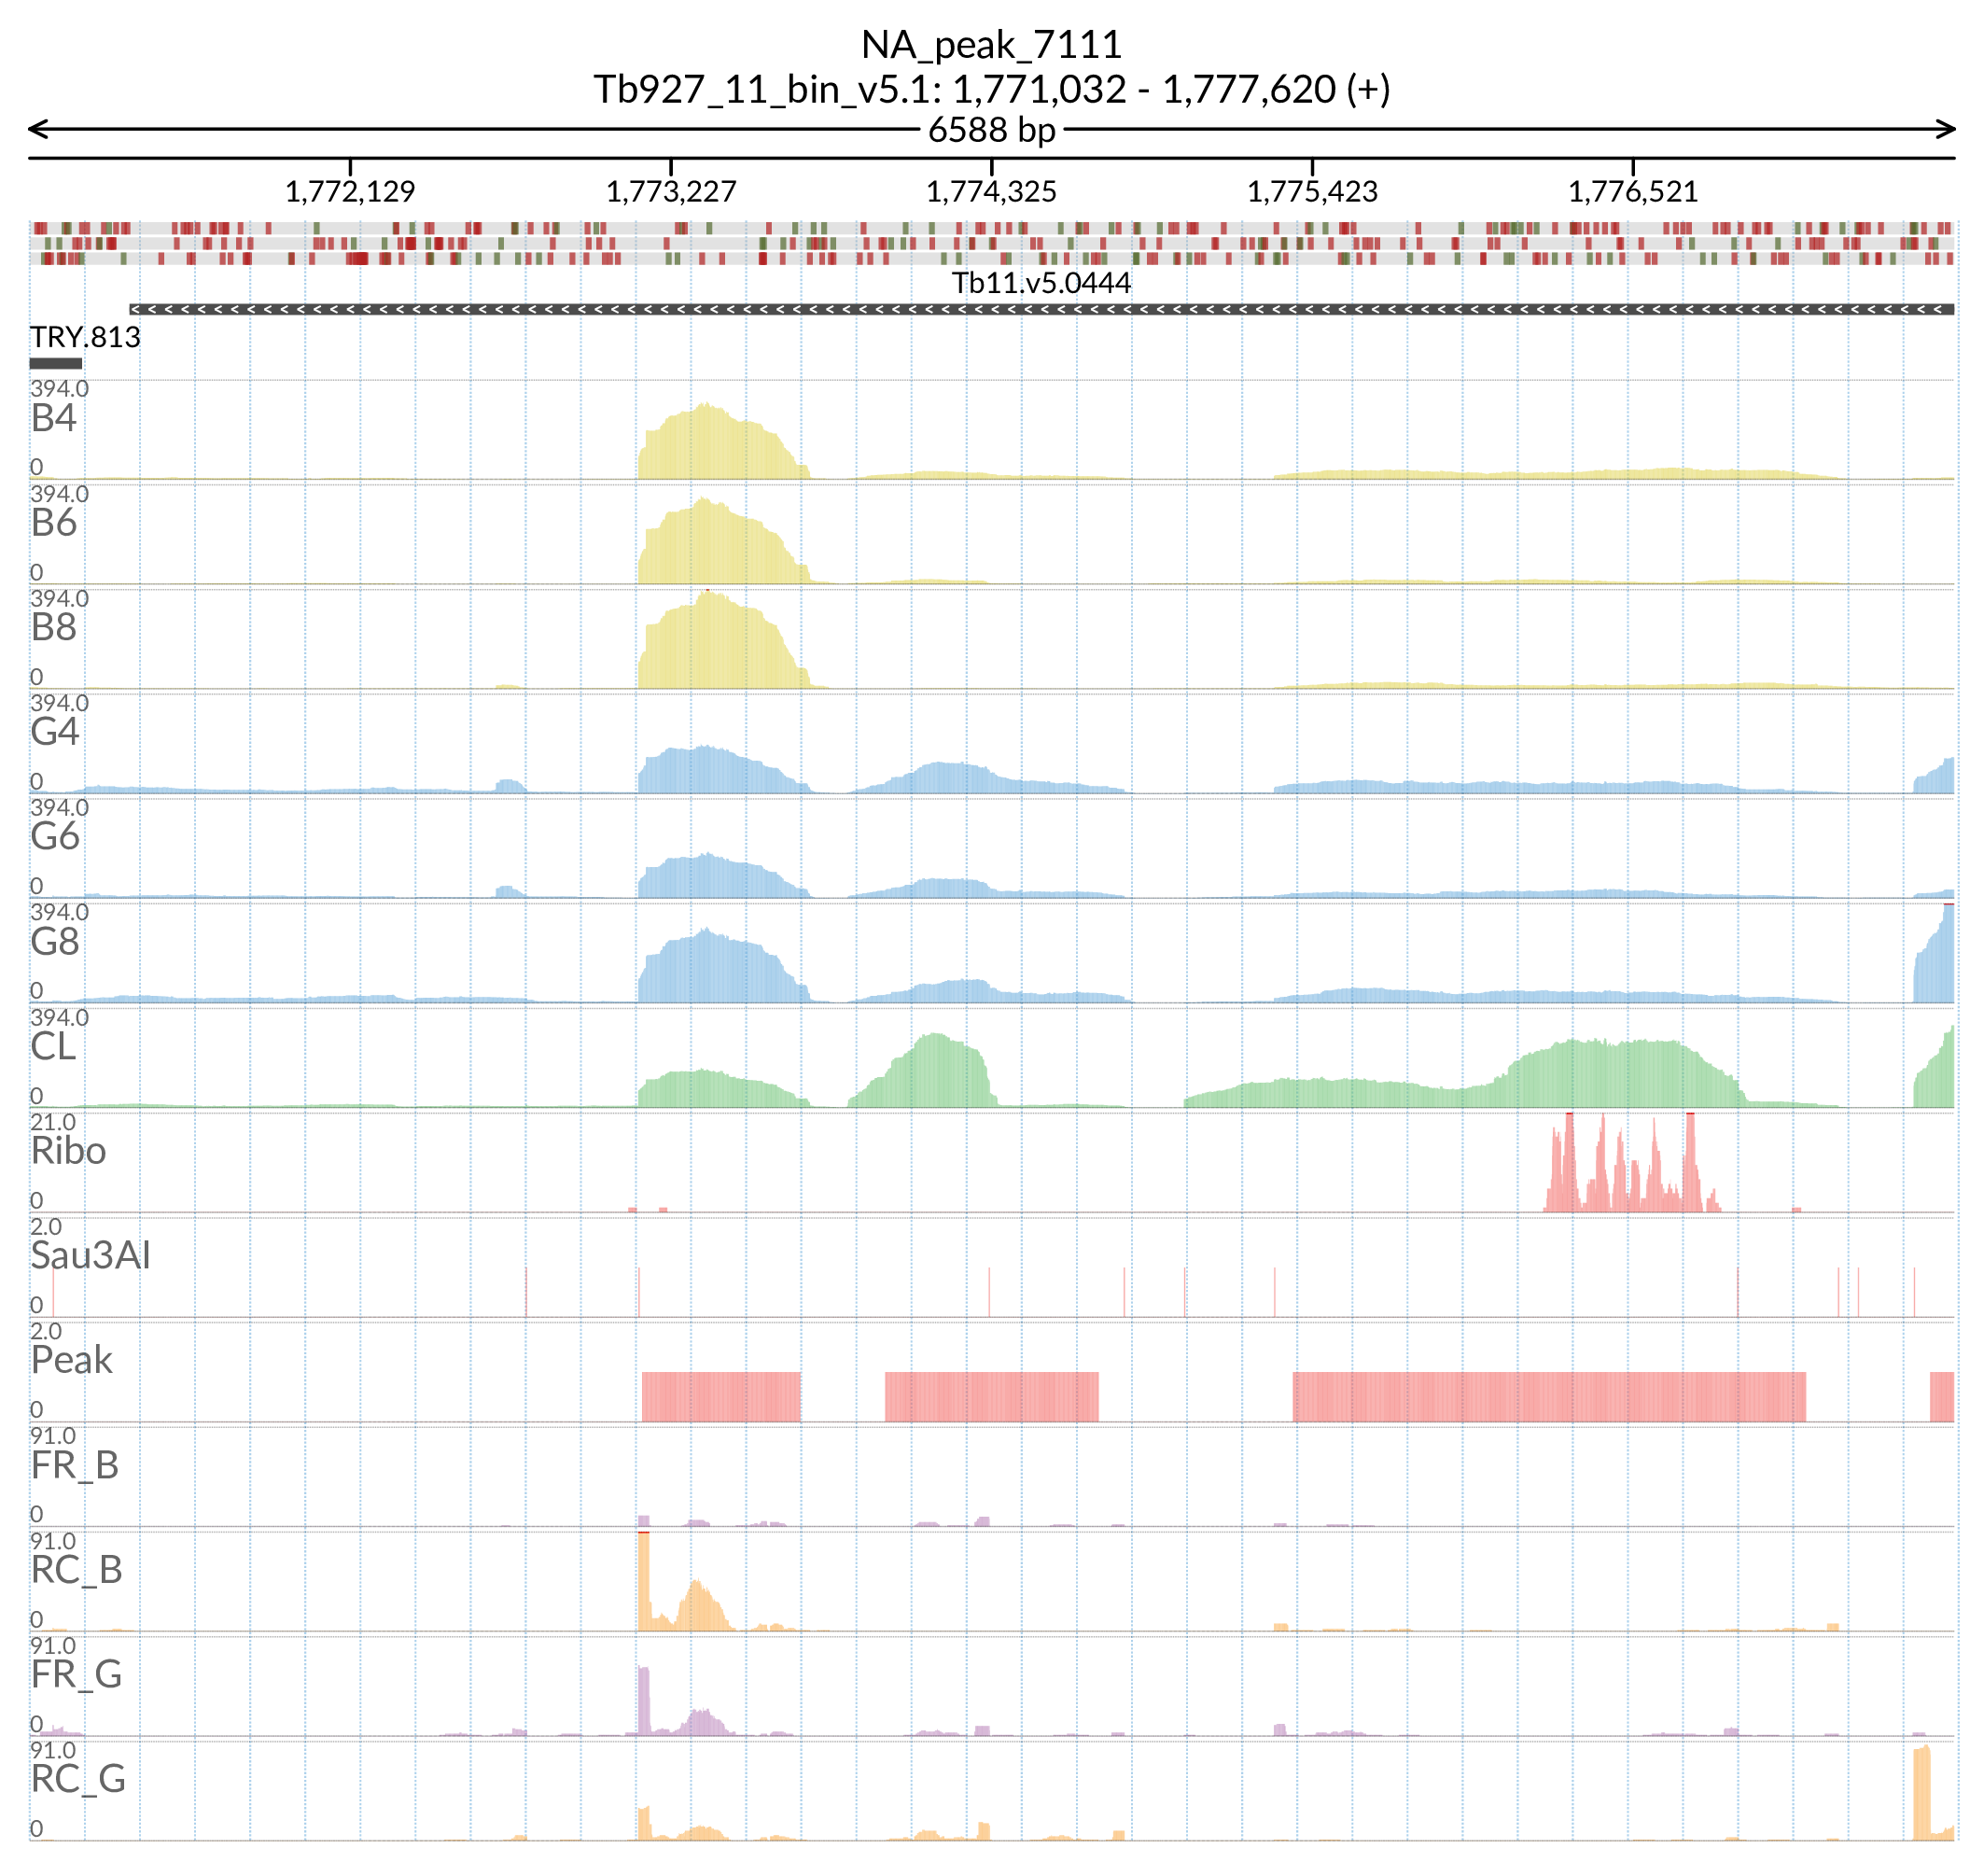 NA_peak_7111
Tb927_11_bin_v5.1: 1,771,032 - 1,777,620 (+)
6588 bp
1,772,129 1,773,227 1,774,325 1,775,423 1,776,521
Tb11.v5.0444
TRY.813
394.0
B4
0
394.0
B6
0
394.0
B8
0
394.0
G4
0
394.0
G6
0
394.0
G8
0
394.0
CL
0
21.0
Ribo
0
2.0
Sau3AI
0
2.0
Peak
0
91.0
FR_B
0
91.0
RC_B
0
91.0
FR_G
0
91.0
RC_G
0